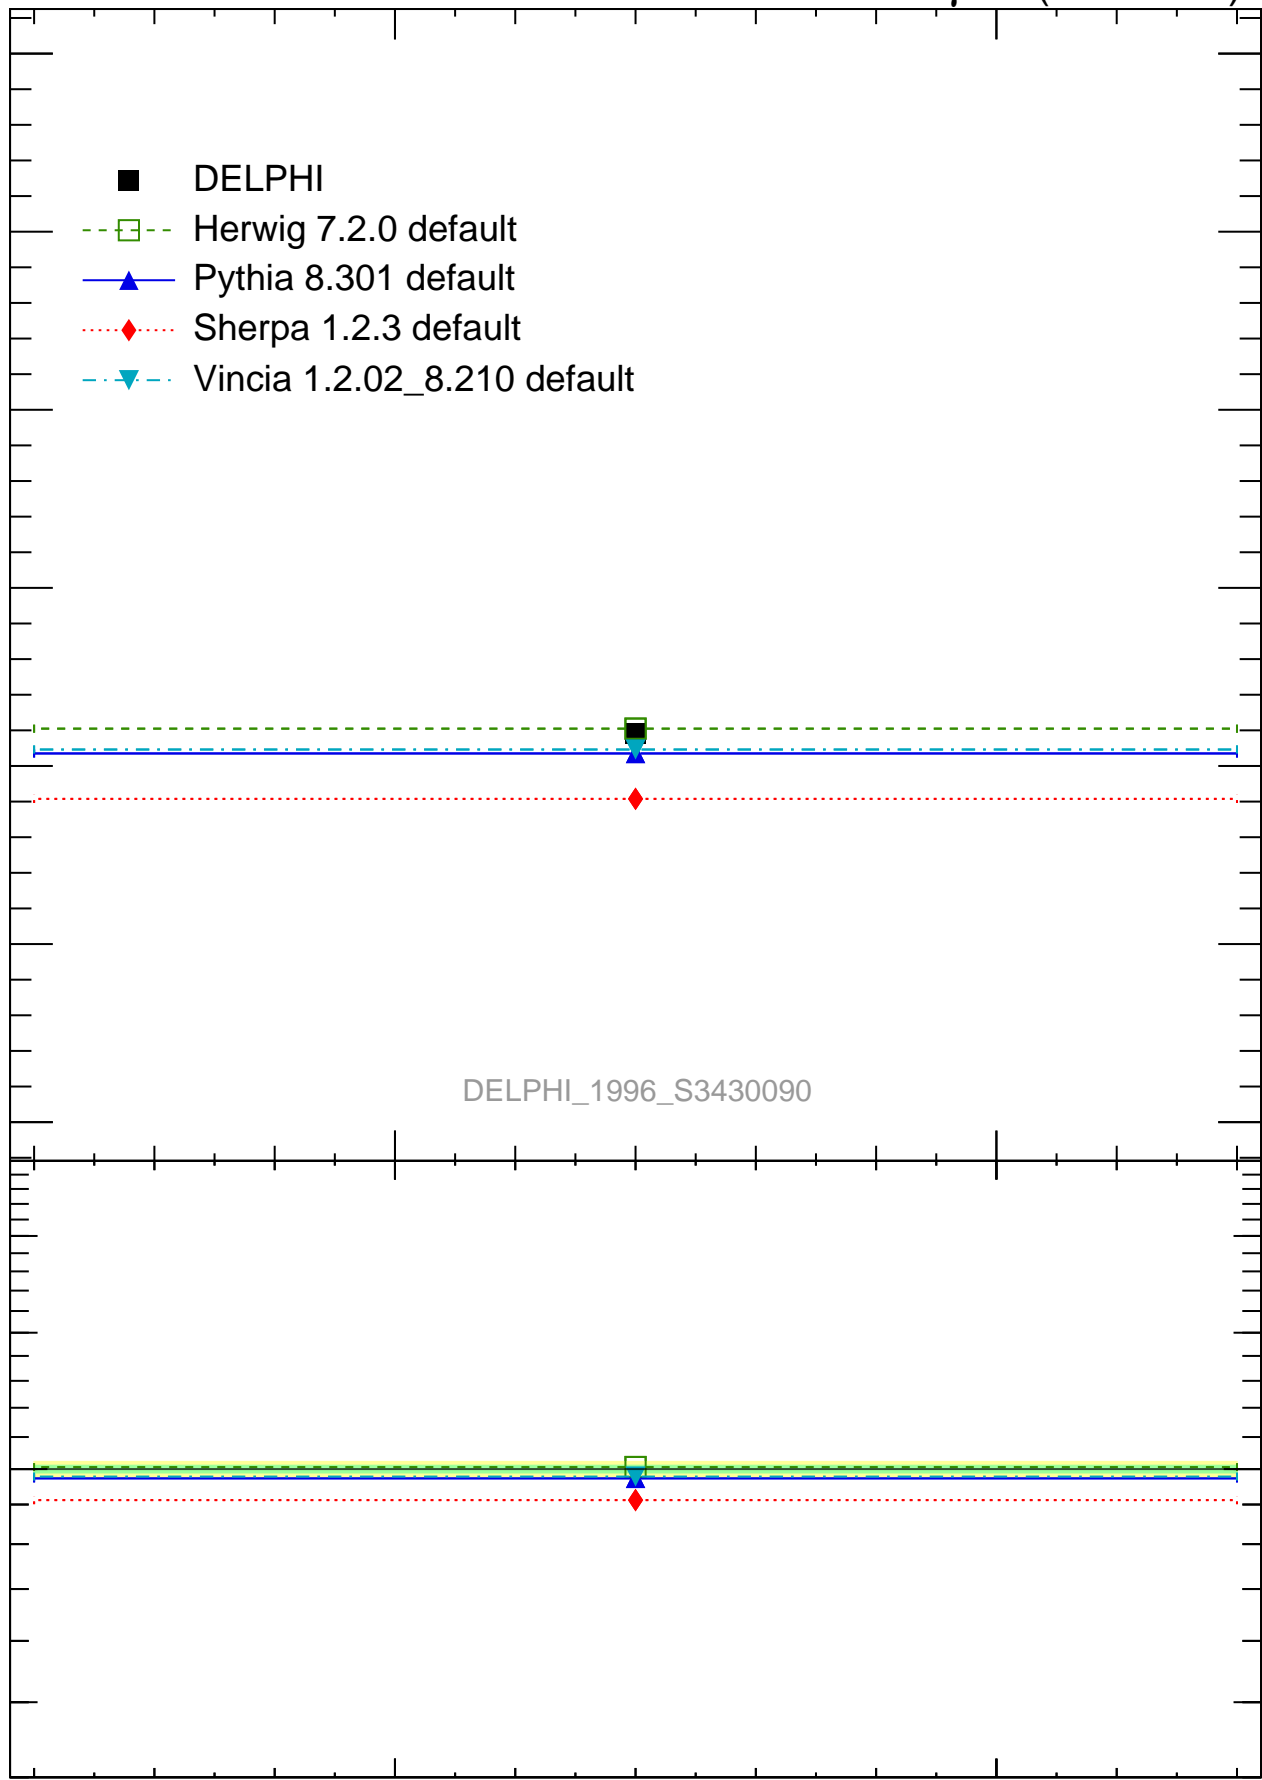 DELPHI
Herwig 7.2.0 default
Pythia 8.301 default
Sherpa 1.2.3 default
Vincia 1.2.02_8.210 default
DELPHI_1996_S3430090